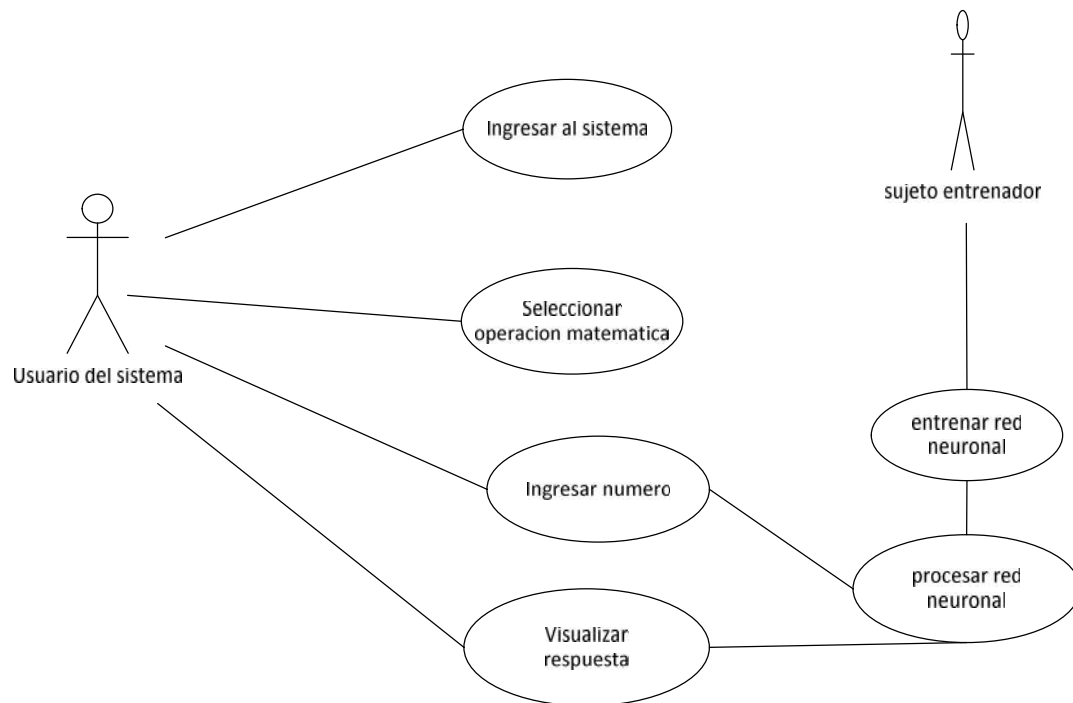 Ingresar al sistema
sujeto entrenador
Seleccionar
operacion matematica
Usuario del sistema
entrenar red
neuronal
Ingresar numero
procesar red
neuronal
Visualizar
respuesta